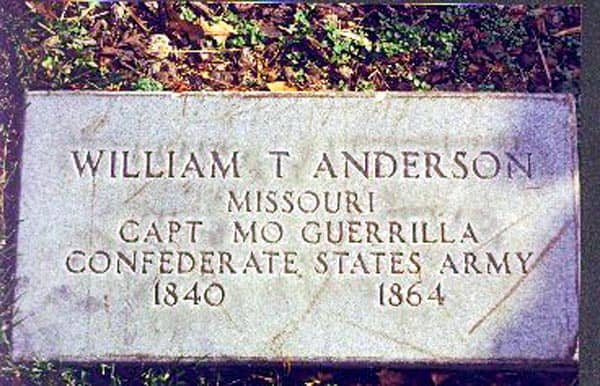 WILLIAM T ANDERSON
MISSOURI
CAPT MO GUERRILLA
CONFEDERATE STATES ARMY
1840 1864